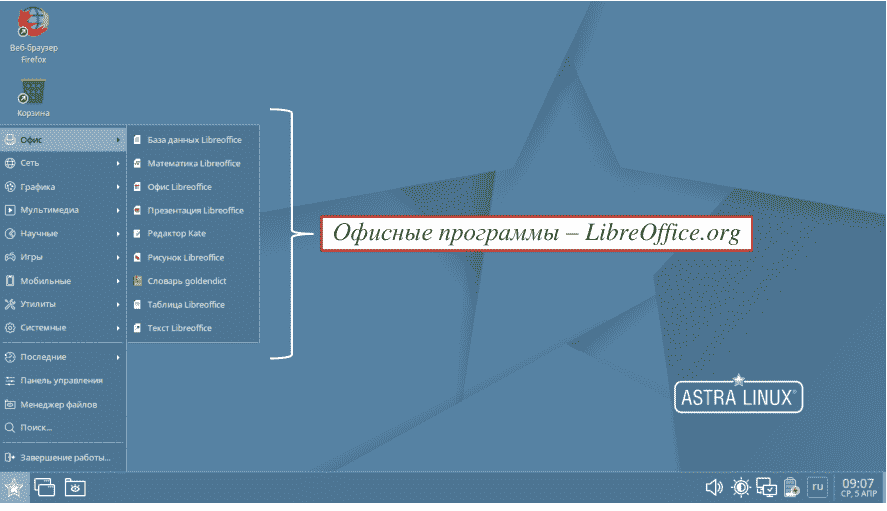 Веб-браузер
Firefox
Корзина
Офис
Сеть
Графика
Мультимедиа
Научные
Игры
Мобильные
Утилиты
Системные
Последние
Панель управления
Менеджер файлов
Поиск...
Завершение работы...
База данных Libreoffice
Математика Libreoffice
Офис Libreoffice
Презентация Libreoffice
Редактор Kate
Рисунок Libreoffice
Словарь goldendict
Таблица Libreoffice
Текст Libreoffice
Офисные программы – LibreOffice.org
ASTRA LINUX®
ru
09:07
СР, 5 АПР